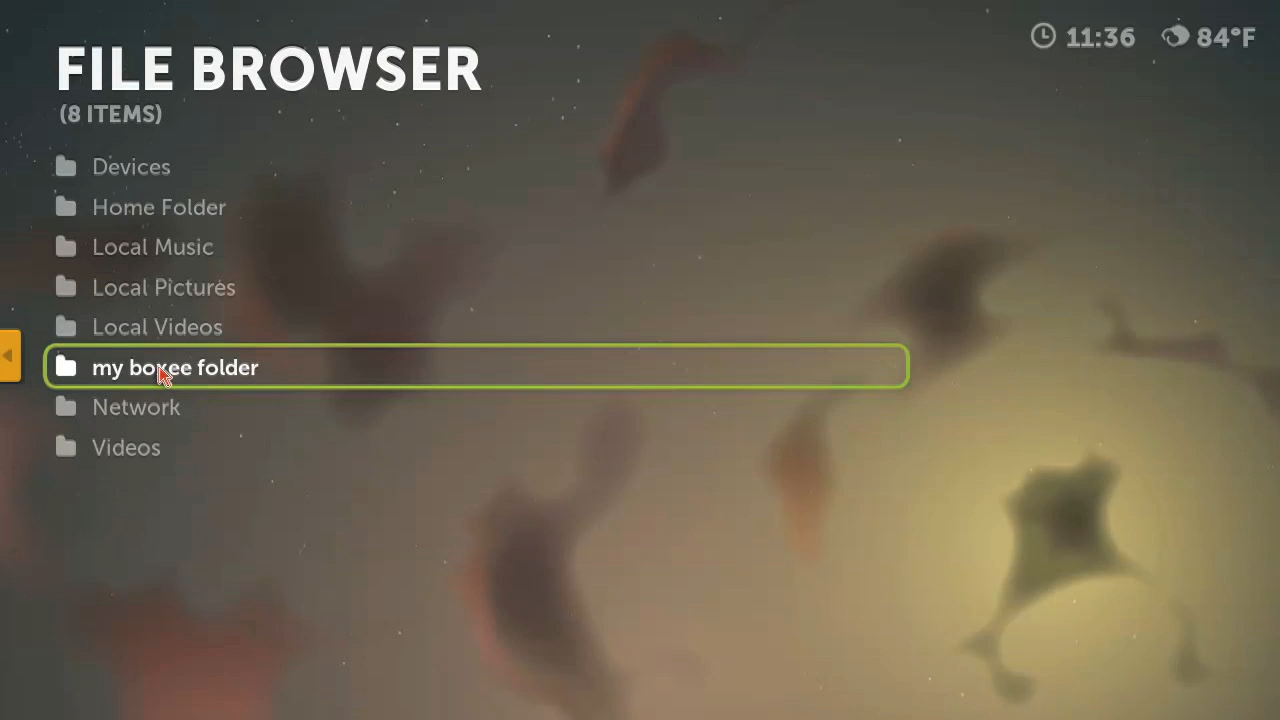 FILE BROWSER
(8 ITEMS)
11:36
84°F
Devices
Home Folder
Local Music
Local Pictures
Local Videos
my boxee folder
Network
Videos